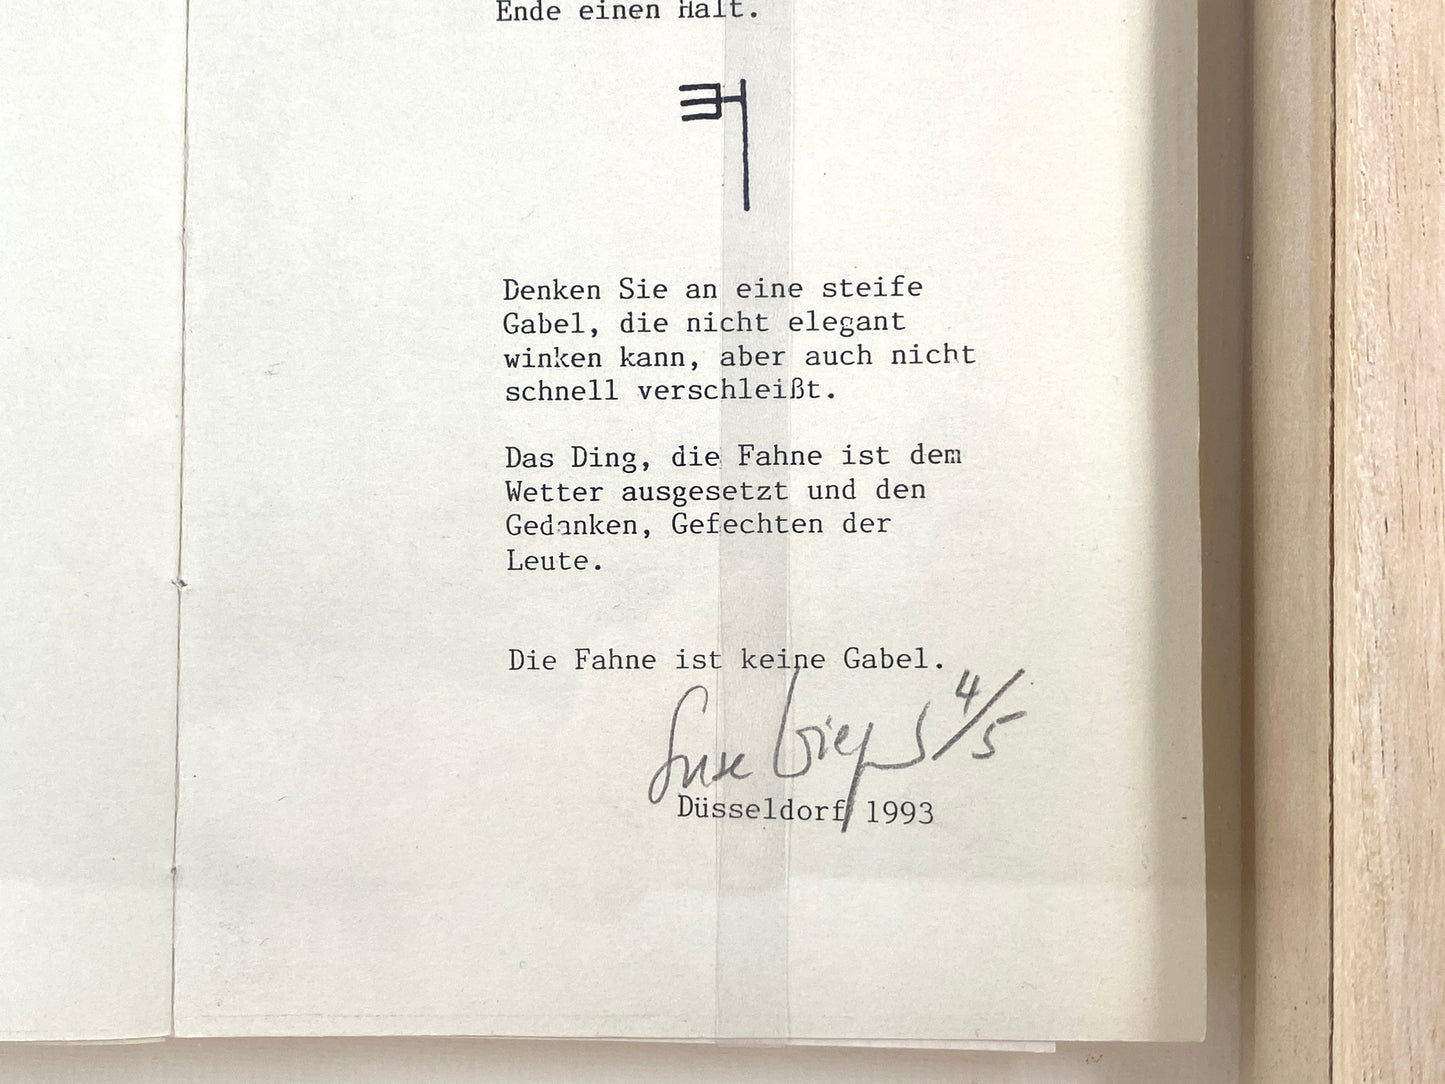 Ende einen Halt.
Denken Sie an eine steife
Gabel, die nicht elegant
winken kann, aber auch nicht
schnell verschleißt.
Das Ding, die Fahne ist dem
Wetter ausgesetzt und den
Gedanken, Gefechten der
Leute.
Die Fahne ist keine Gabel.
Suse 4/5
Düsseldorf 1993